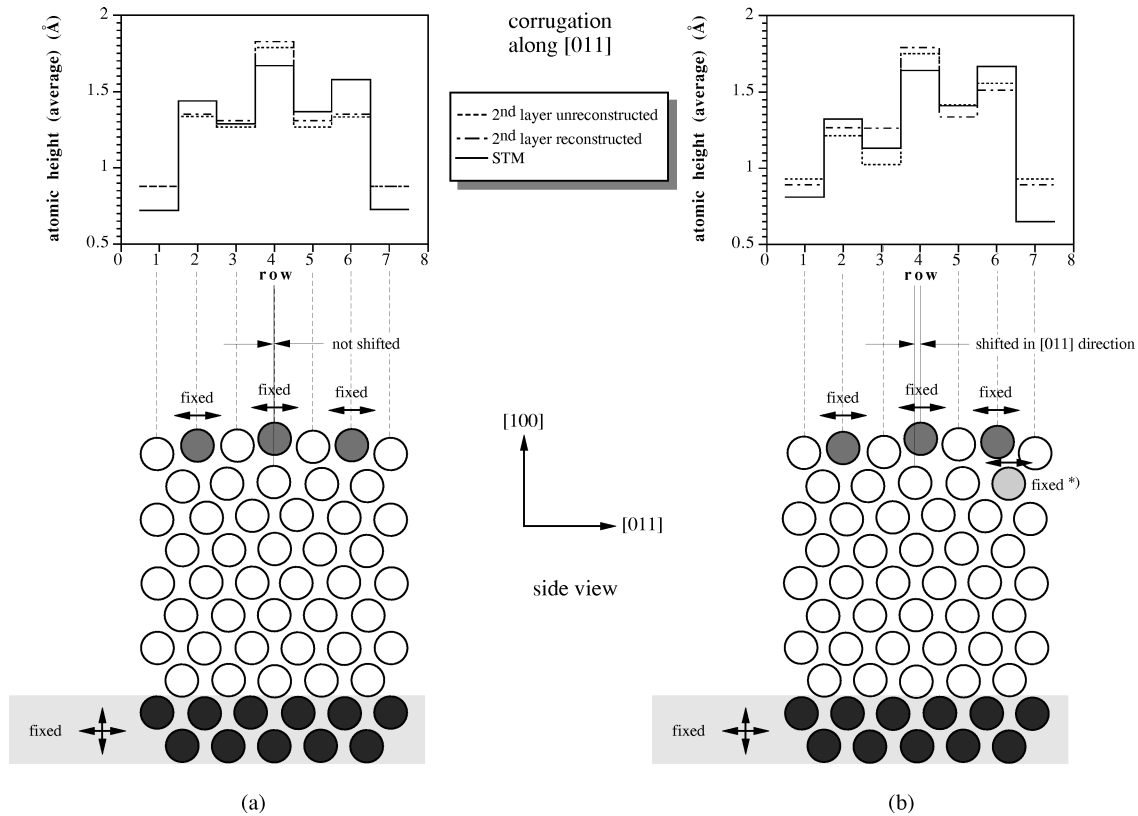 corrugation
along [011]
2nd layer unreconstructed
2nd layer reconstructed
STM
atomic height (average) (Å)
2
1.5
1
0.5
0 1 2 3 4 5 6 7 8
row
not shifted
fixed fixed fixed
fixed
(a)
[100]
[011]
side view
atomic height (average) (Å)
2
1.5
1
0.5
0 1 2 3 4 5 6 7 8
row
shifted in [011] direction
fixed fixed fixed
fixed *)
fixed
(b)